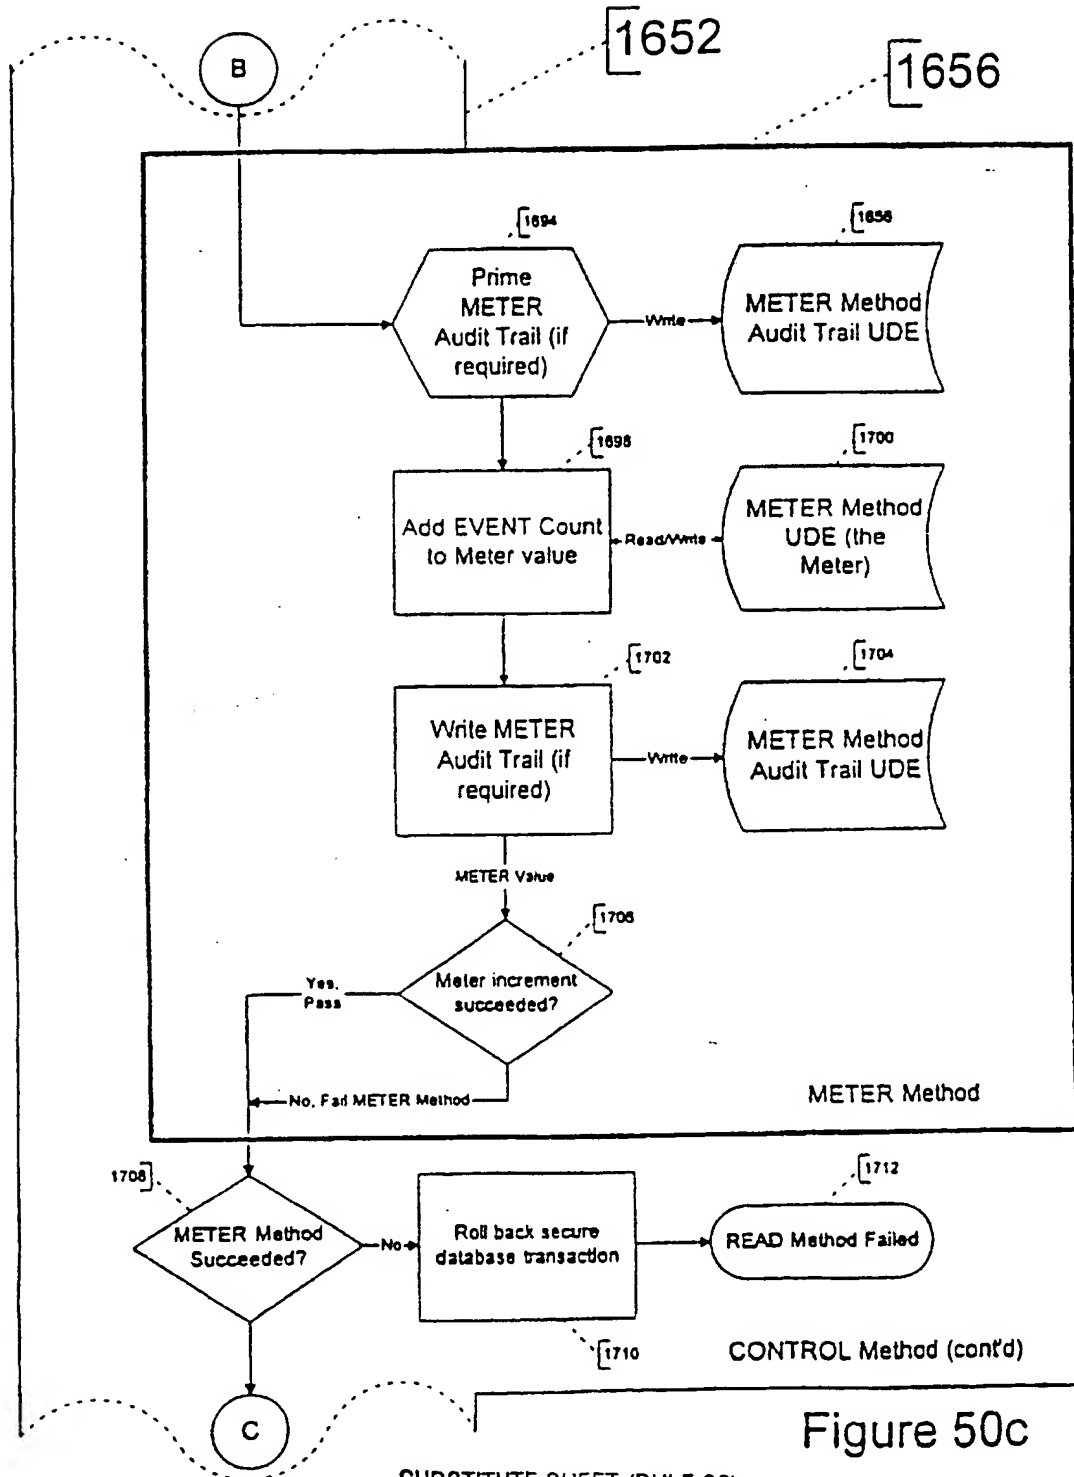 B
1652
1656
1694
Prime
METER
Audit Trail (if
required)
Write
1656
METER Method
Audit Trail UDE
1698
Add EVENT Count
to Meter value
Read/Write
1700
METER Method
UDE (the
Meter)
1702
Write METER
Audit Trail (if
required)
Write
1704
METER Method
Audit Trail UDE
METER Value
1706
Meter increment
succeeded?
Yes,
Pass
No, Fail METER Method
METER Method
1708
METER Method
Succeeded?
No
Roll back secure
database transaction
1710
1712
READ Method Failed
CONTROL Method (cont'd)
C
Figure 50c